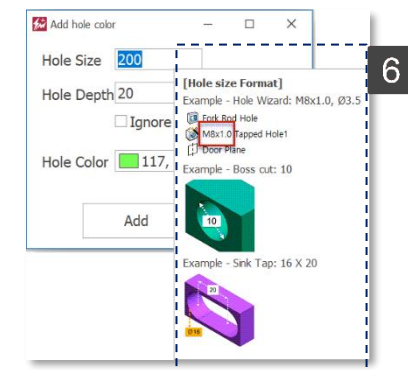 Add hole color
6
Hole Size 200
Hole Depth 20
Ignore
Hole Color 117,
Add
[Hole size Format]
Example - Hole Wizard: M8x1.0, Ø3.5
Fork Rod Hole
M8x1.0 Tapped Hole1
Door Plane
Example - Boss cut: 10
10
Example - Sink Tap: 16 X 20
20
Ø16